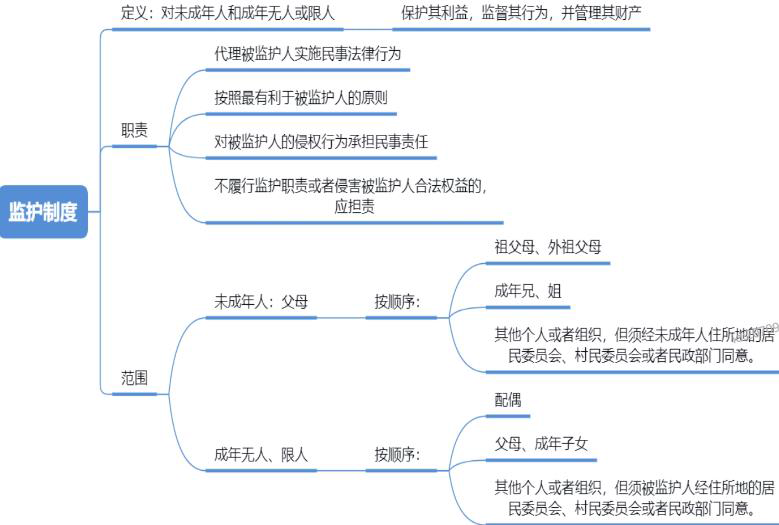 定义：对未成年人和成年无人或限人
保护其利益，监督其行为，并管理其财产
代理被监护人实施民事法律行为
按照最有利于被监护人的原则
职责
对被监护人的侵权行为承担民事责任
不履行监护职责或者侵害被监护人合法权益的，
应担责
监护制度
祖父母、外祖父母
未成年人：父母
按顺序：
成年兄、姐
其他个人或者组织，但须经未成年人住所地的居
民委员会、村民委员会或者民政部门同意。
范围
配偶
成年无人、限人
按顺序：
父母、成年子女
其他个人或者组织，但须被监护人经住所地的居
民委员会、村民委员会或者民政部门同意。